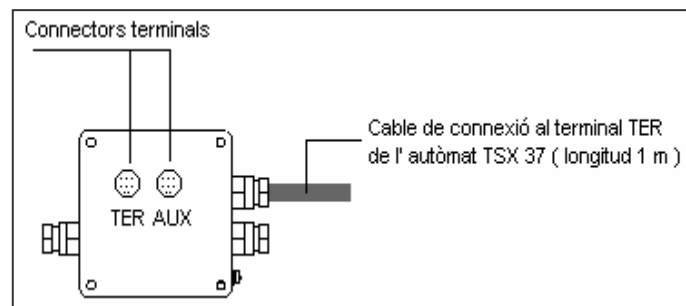 Connectors terminals
Cable de connexió al terminal TER
de l' autòmat TSX 37 ( longitud 1 m )
TER AUX